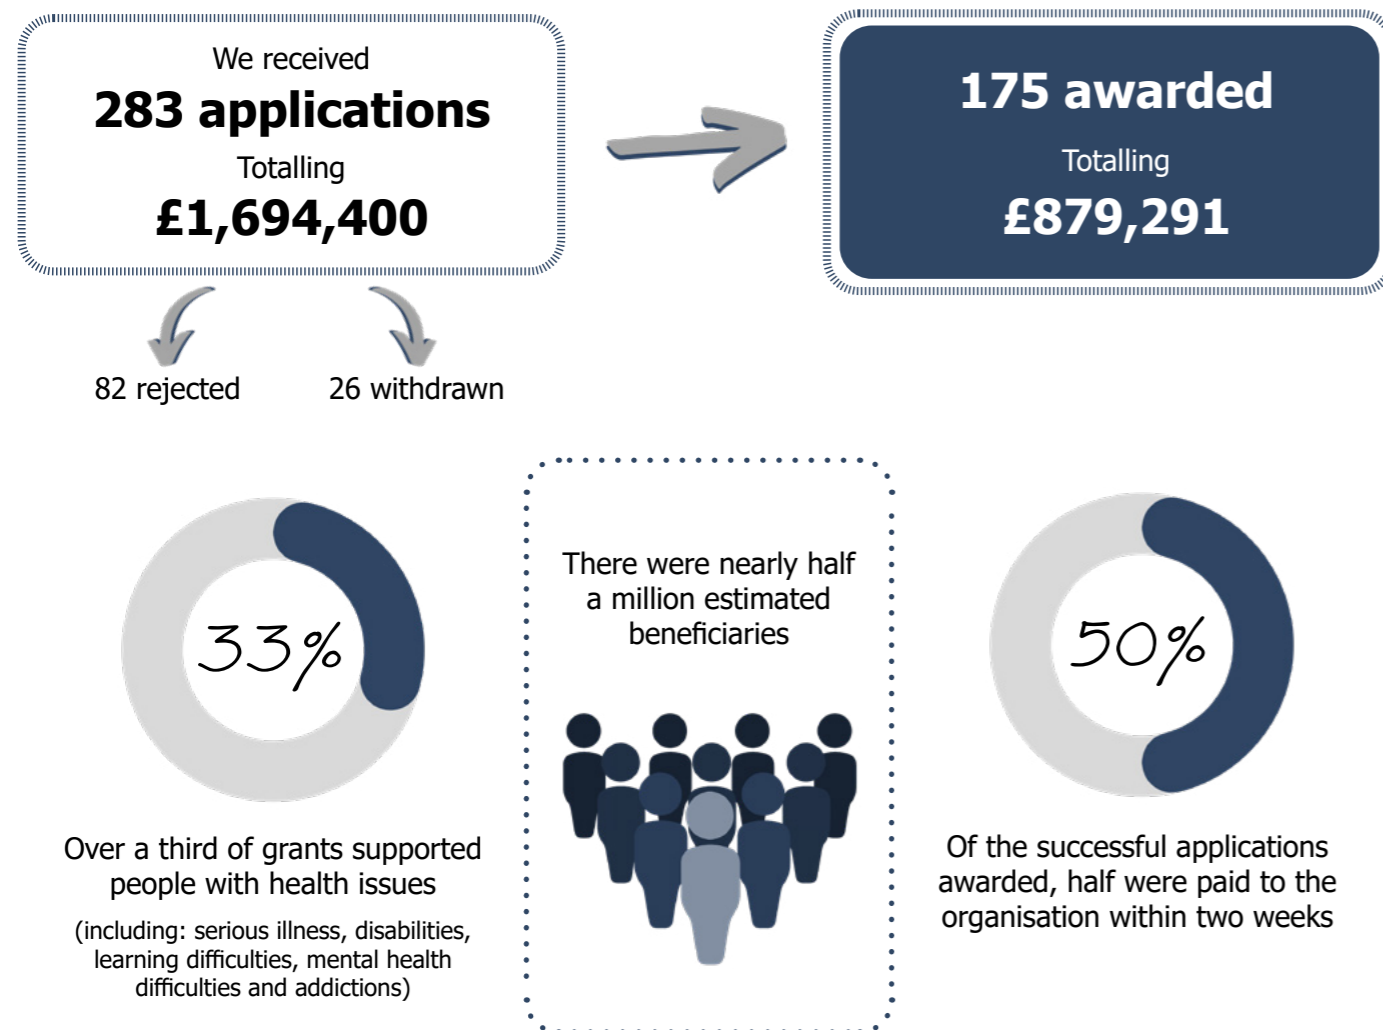 We received
283 applications
Totalling
£1,694,400
175 awarded
Totalling
£879,291
82 rejected
26 withdrawn
33%
Over a third of grants supported
people with health issues
(including: serious illness, disabilities,
learning difficulties, mental health
difficulties and addictions)
There were nearly half
a million estimated
beneficiaries
50%
Of the successful applications
awarded, half were paid to the
organisation within two weeks